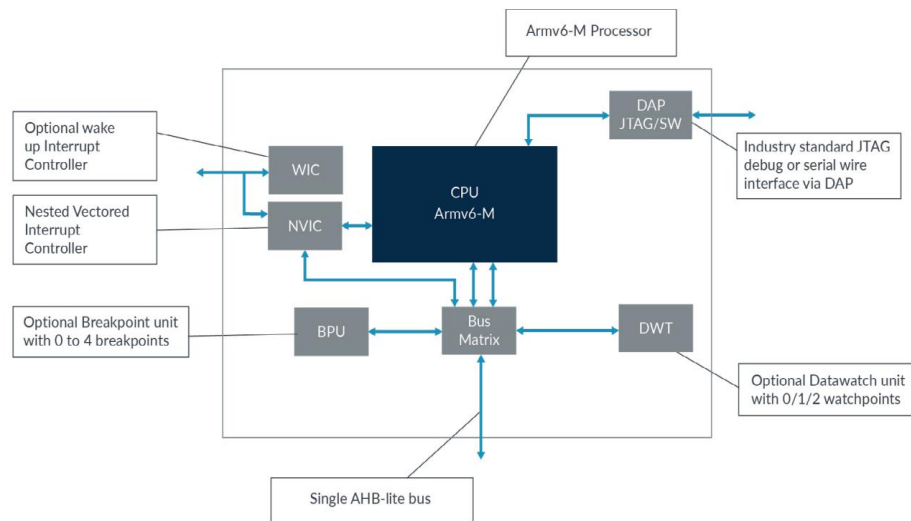 Armv6-M Processor
DAP
JTAG/SW
Optional wake
up Interrupt
Controller
Industry standard JTAG
debug or serial wire
interface via DAP
WIC
CPU
Armv6-M
Nested Vectored
Interrupt
Controller
NVIC
Optional Breakpoint unit
with 0 to 4 breakpoints
BPU
Bus
Matrix
DWT
Optional Datawatch unit
with 0/1/2 watchpoints
Single AHB-lite bus